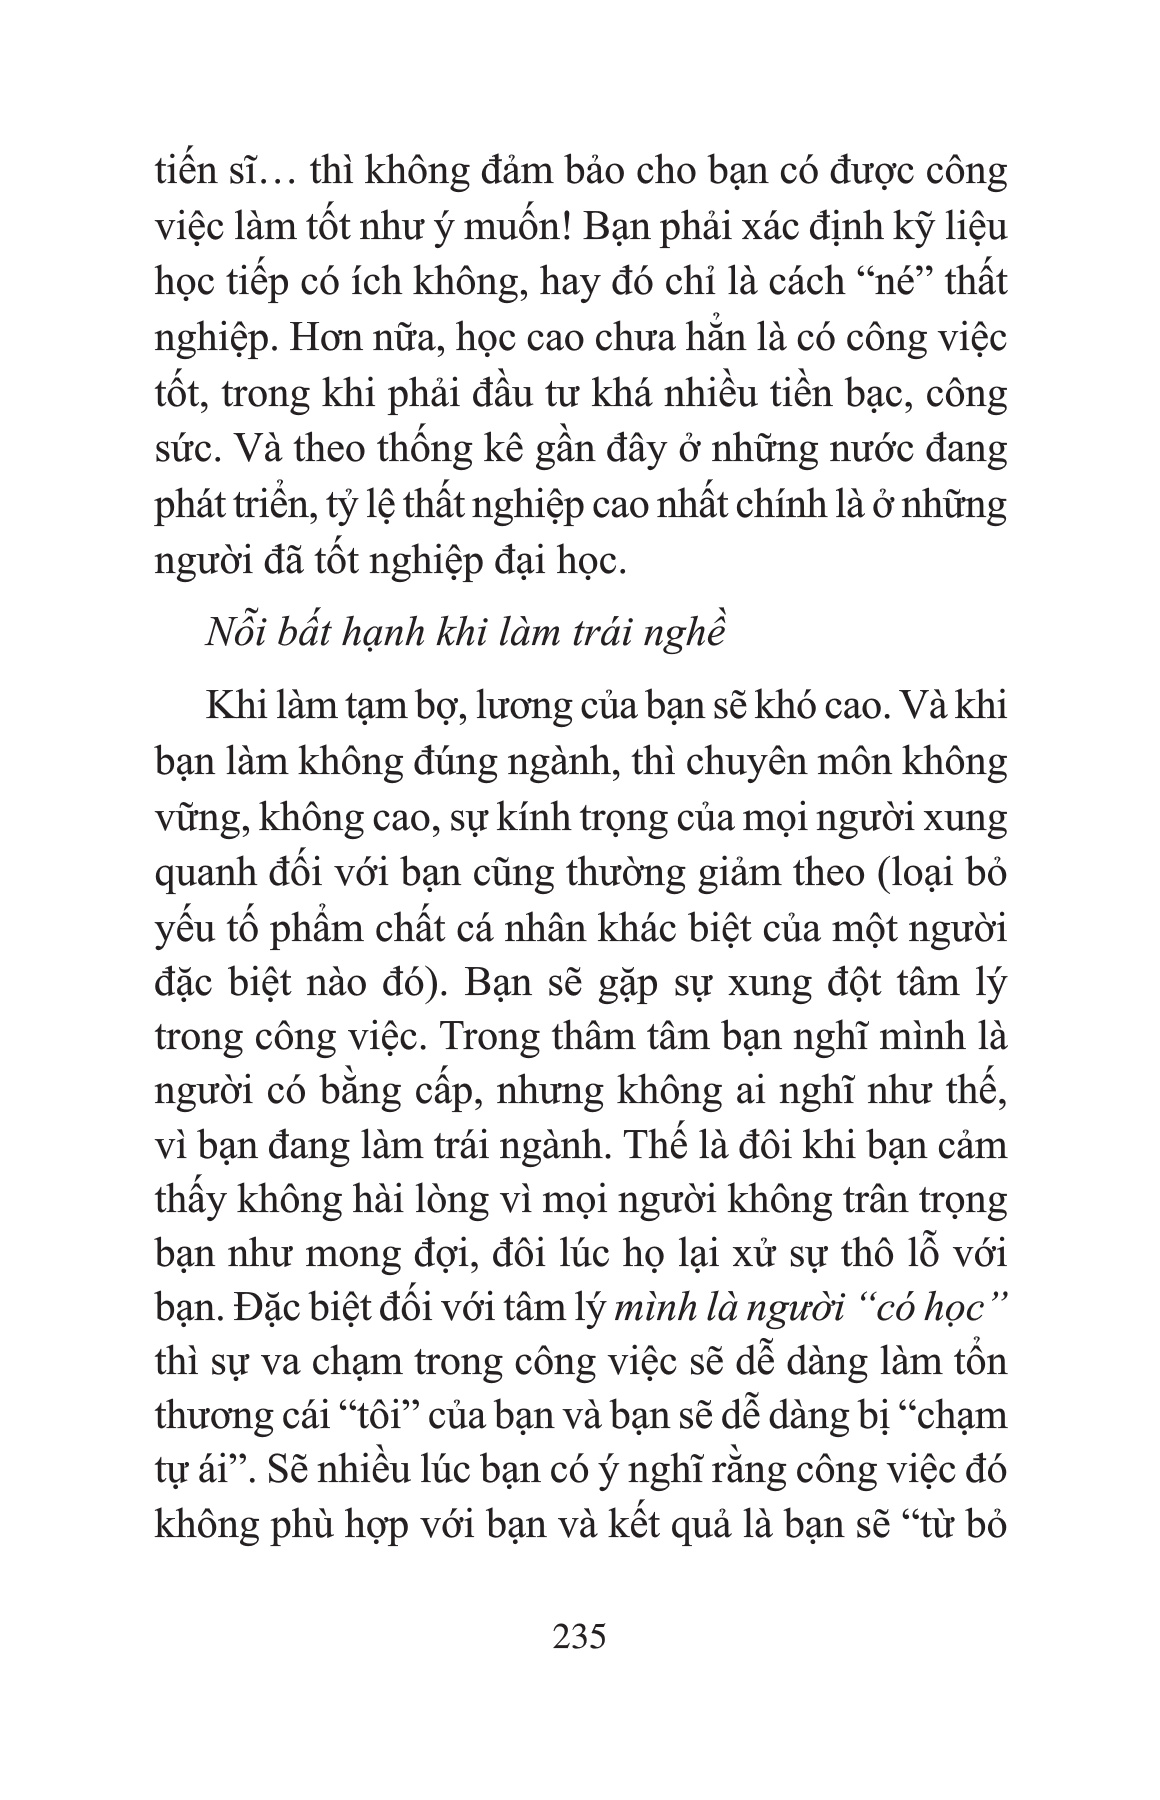 tiến sĩ… thì không đảm bảo cho bạn có được công
việc làm tốt như ý muốn! Bạn phải xác định kỹ liệu
học tiếp có ích không, hay đó chỉ là cách “né” thất
nghiệp. Hơn nữa, học cao chưa hẳn là có công việc
tốt, trong khi phải đầu tư khá nhiều tiền bạc, công
sức. Và theo thống kê gần đây ở những nước đang
phát triển, tỷ lệ thất nghiệp cao nhất chính là ở những
người đã tốt nghiệp đại học.
Nỗi bất hạnh khi làm trái nghề
Khi làm tạm bợ, lương của bạn sẽ khó cao. Và khi
bạn làm không đúng ngành, thì chuyên môn không
vững, không cao, sự kính trọng của mọi người xung
quanh đối với bạn cũng thường giảm theo (loại bỏ
yếu tố phẩm chất cá nhân khác biệt của một người
đặc biệt nào đó). Bạn sẽ gặp sự xung đột tâm lý
trong công việc. Trong thâm tâm bạn nghĩ mình là
người có bằng cấp, nhưng không ai nghĩ như thế,
vì bạn đang làm trái ngành. Thế là đôi khi bạn cảm
thấy không hài lòng vì mọi người không trân trọng
bạn như mong đợi, đôi lúc họ lại xử sự thô lỗ với
bạn. Đặc biệt đối với tâm lý mình là người “có học”
thì sự va chạm trong công việc sẽ dễ dàng làm tổn
thương cái “tôi” của bạn và bạn sẽ dễ dàng bị “chạm
tự ái”. Sẽ nhiều lúc bạn có ý nghĩ rằng công việc đó
không phù hợp với bạn và kết quả là bạn sẽ “từ bỏ
235